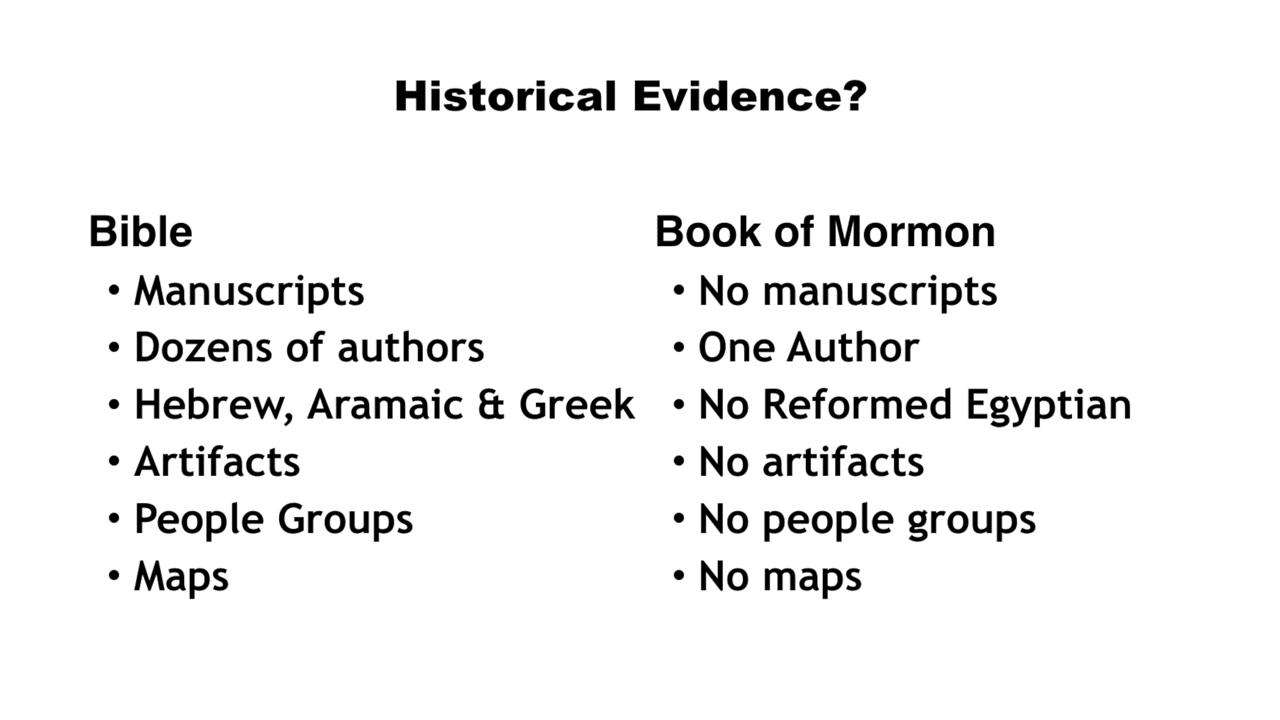 Historical Evidence?
Bible
• Manuscripts
• Dozens of authors
• Hebrew, Aramaic & Greek
• Artifacts
• People Groups
• Maps
Book of Mormon
• No manuscripts
• One Author
• No Reformed Egyptian
• No artifacts
• No people groups
• No maps